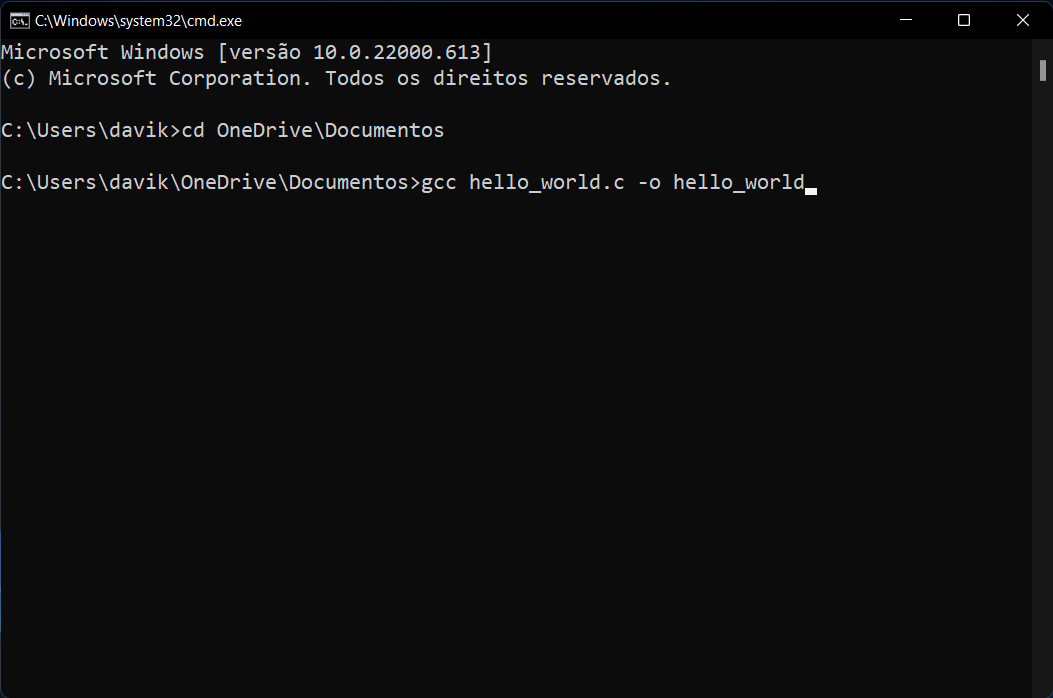 C:\Windows\system32\cmd.exe
Microsoft Windows [versão 10.0.22000.613]
(c) Microsoft Corporation. Todos os direitos reservados.
C:\Users\davik>cd OneDrive\Documentos
C:\Users\davik\OneDrive\Documentos>gcc hello_world.c -o hello_world